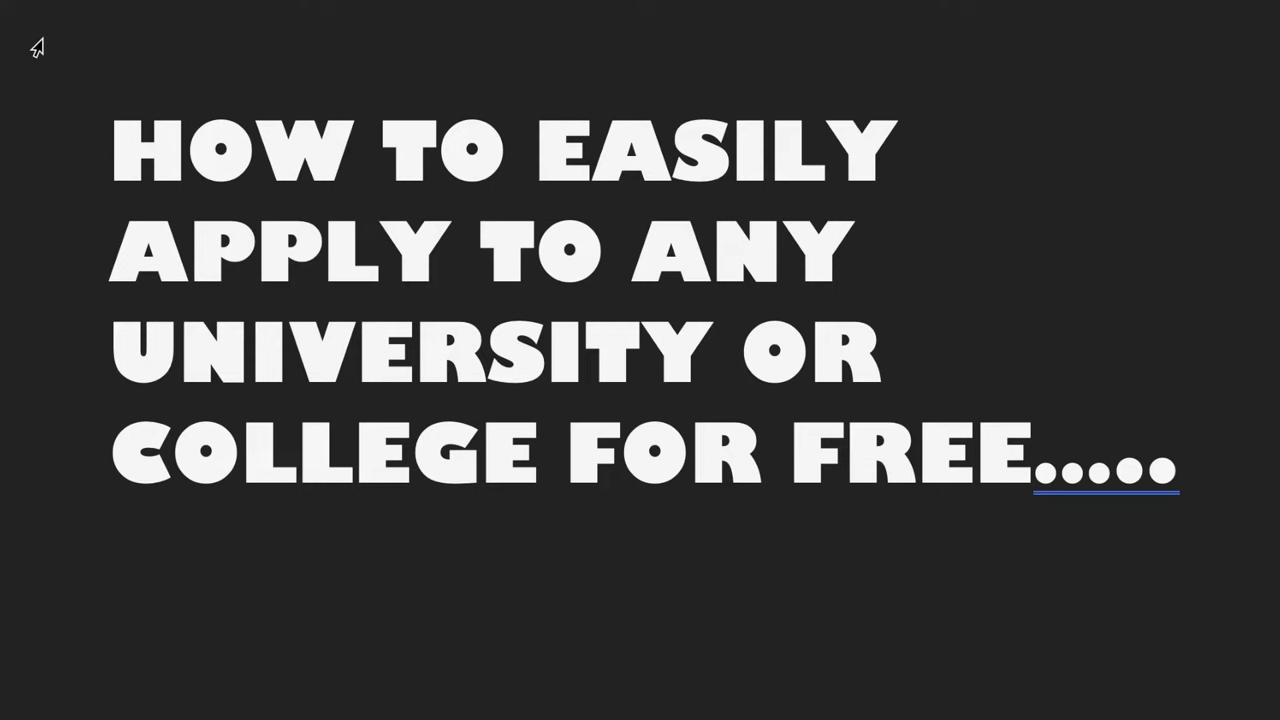 HOW TO EASILY
APPLY TO ANY
UNIVERSITY OR
COLLEGE FOR FREE.....